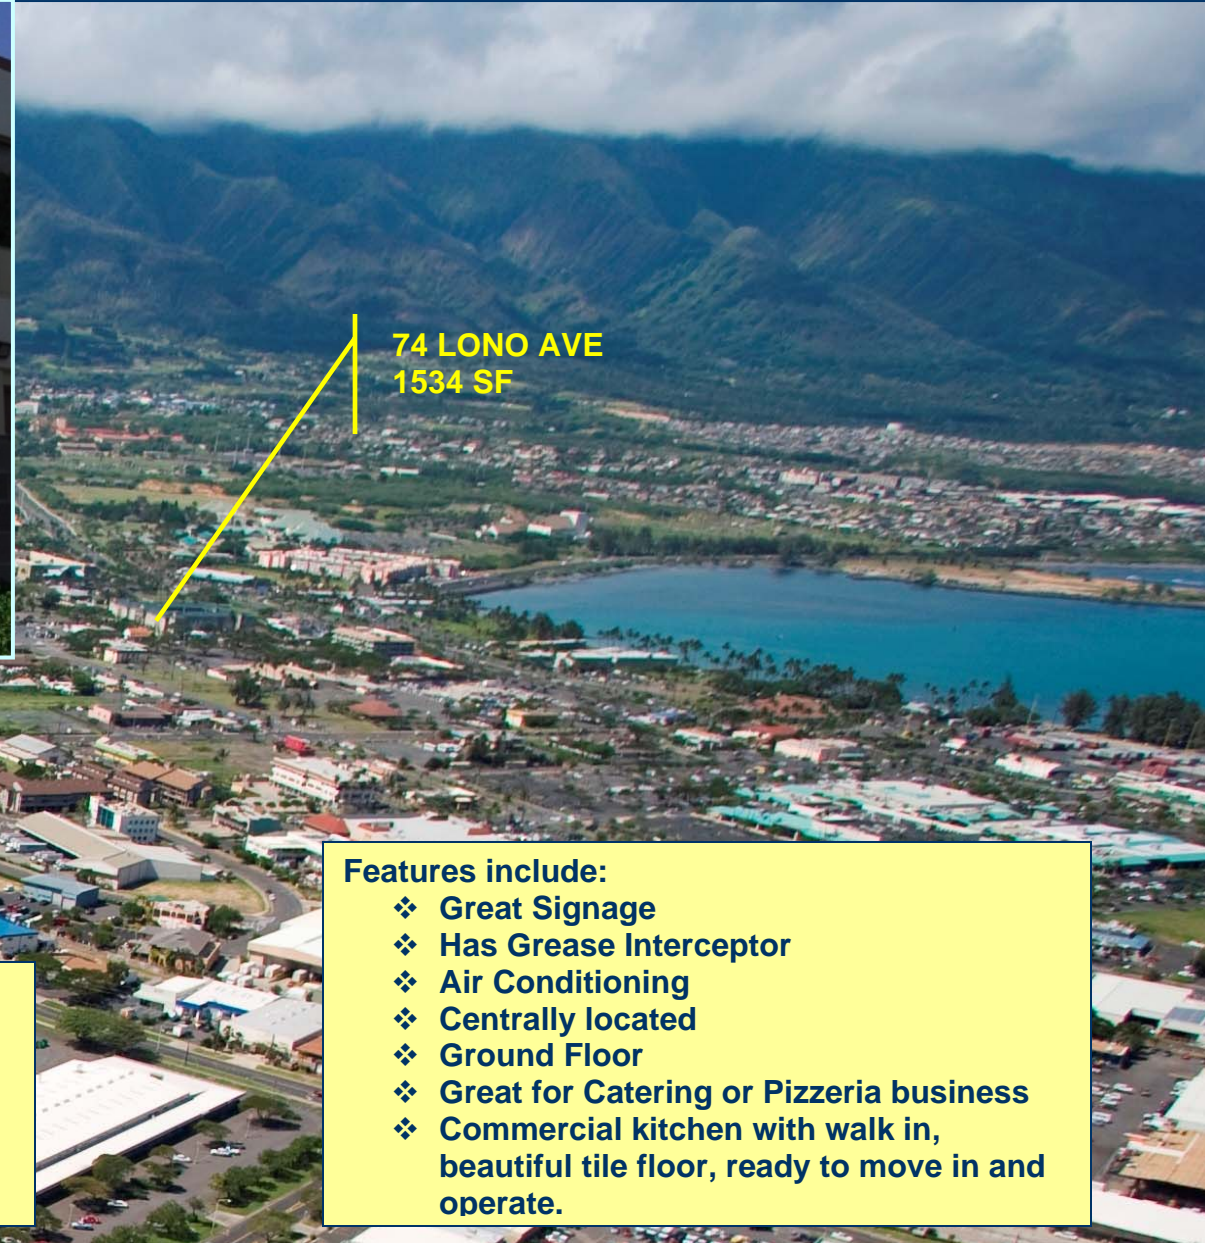 74 LONO AVE
1534 SF
Features include:
❖ Great Signage
❖ Has Grease Interceptor
❖ Air Conditioning
❖ Centrally located
❖ Ground Floor
❖ Great for Catering or Pizzeria business
❖ Commercial kitchen with walk in,
beautiful tile floor, ready to move in and
operate.